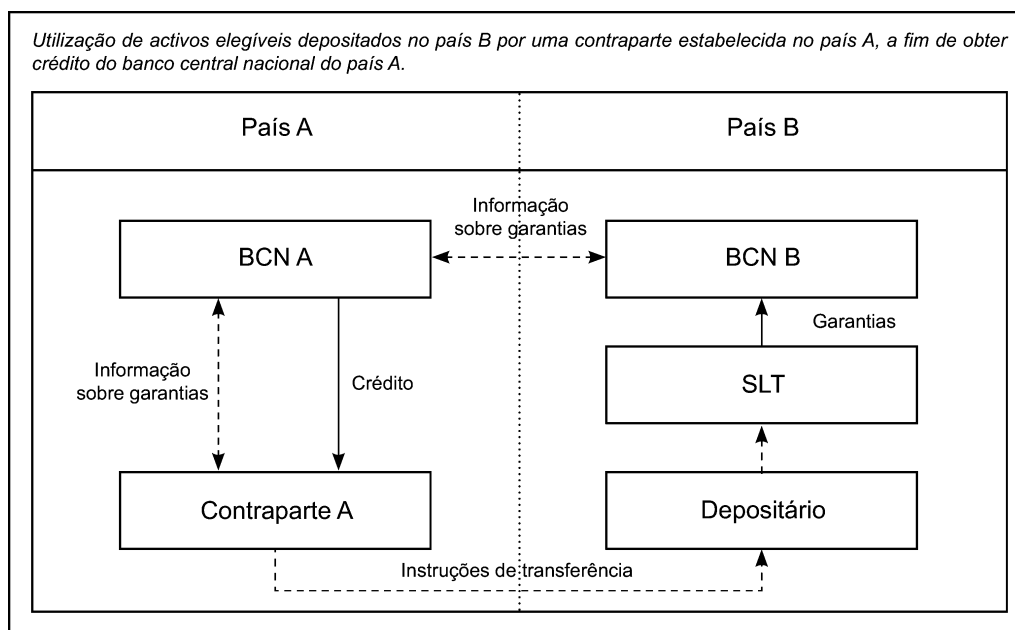 Utilização de activos elegíveis depositados no país B por uma contraparte estabelecida no país A, a fim de obter
crédito do banco central nacional do país A.
País A
País B
Informação
sobre garantias
BCN A
BCN B
Garantias
Informação
sobre garantias
Crédito
SLT
Contraparte A
Depositário
Instruções de transferência